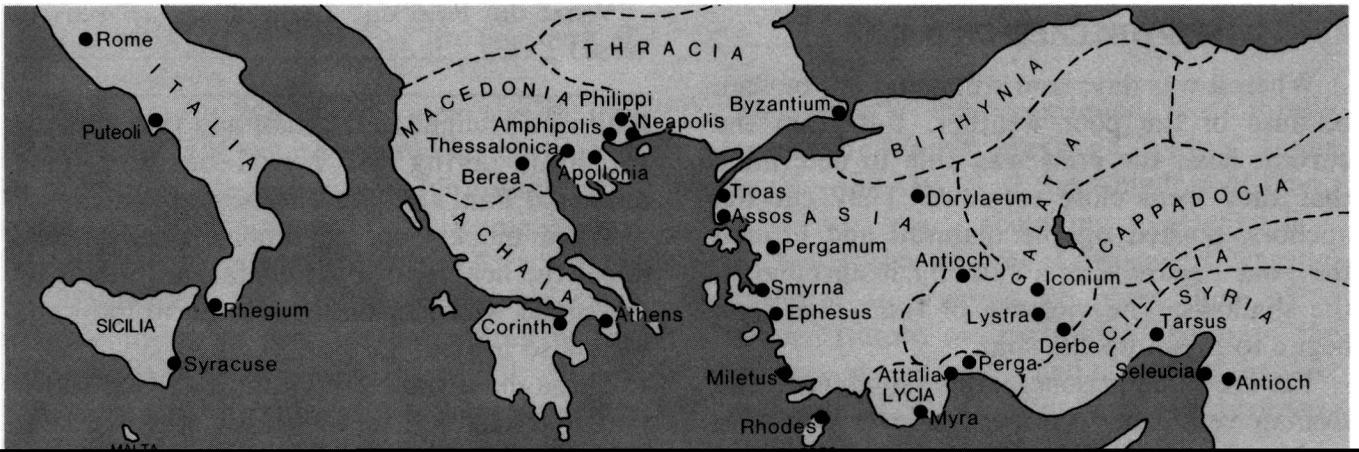 Rome
ITALIA
Puteoli
Rhegium
SICILIA
Syracuse
MALTA
THRACIA
MACEDONIA
Philippi
Neapolis
Amphipolis
Thessalonica
Berea
Apollonia
ACHAIA
Corinth
Athens
Byzantium
BITHYNIA
Troas
Assos
ASIA
Dorylaeum
Pergamum
GALATIA
CAPPADOCIA
Antioch
Iconium
Smyrna
Ephesus
Lystra
Derbe
CILTICIA
SYRIA
Tarsus
Miletus
Attalia
Perga
LYCIA
Myra
Rhodes
Seleucia
Antioch